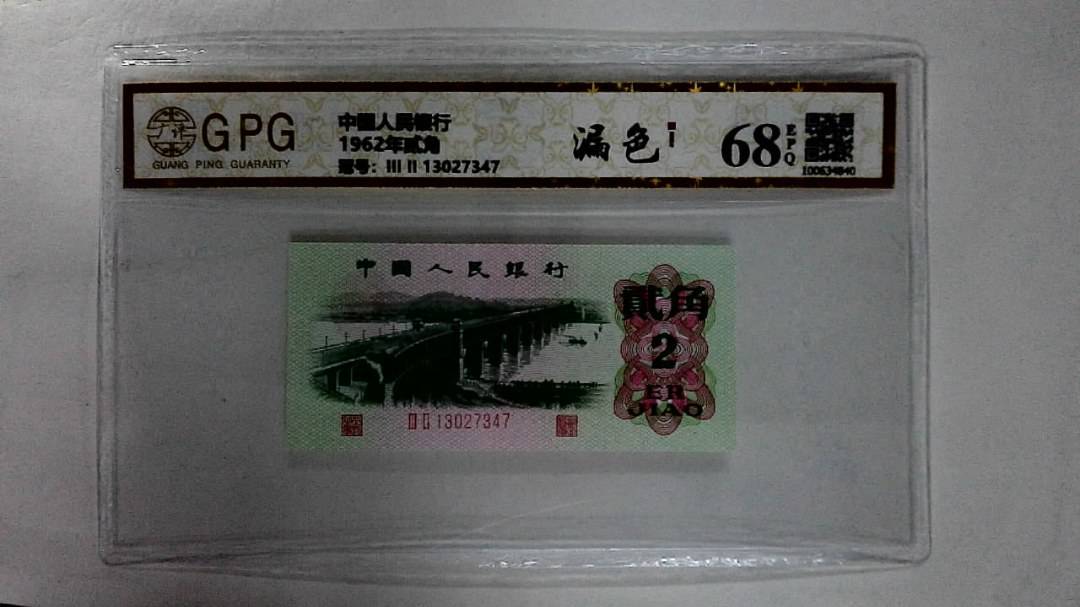 GPG
GUANG PING GUARANTY
中國人民銀行
1962年贰角
冠号：III II 13027347
漏色
68
EPQ
中國人民銀行
貳角
2
ER
JIAO
III II 13027347